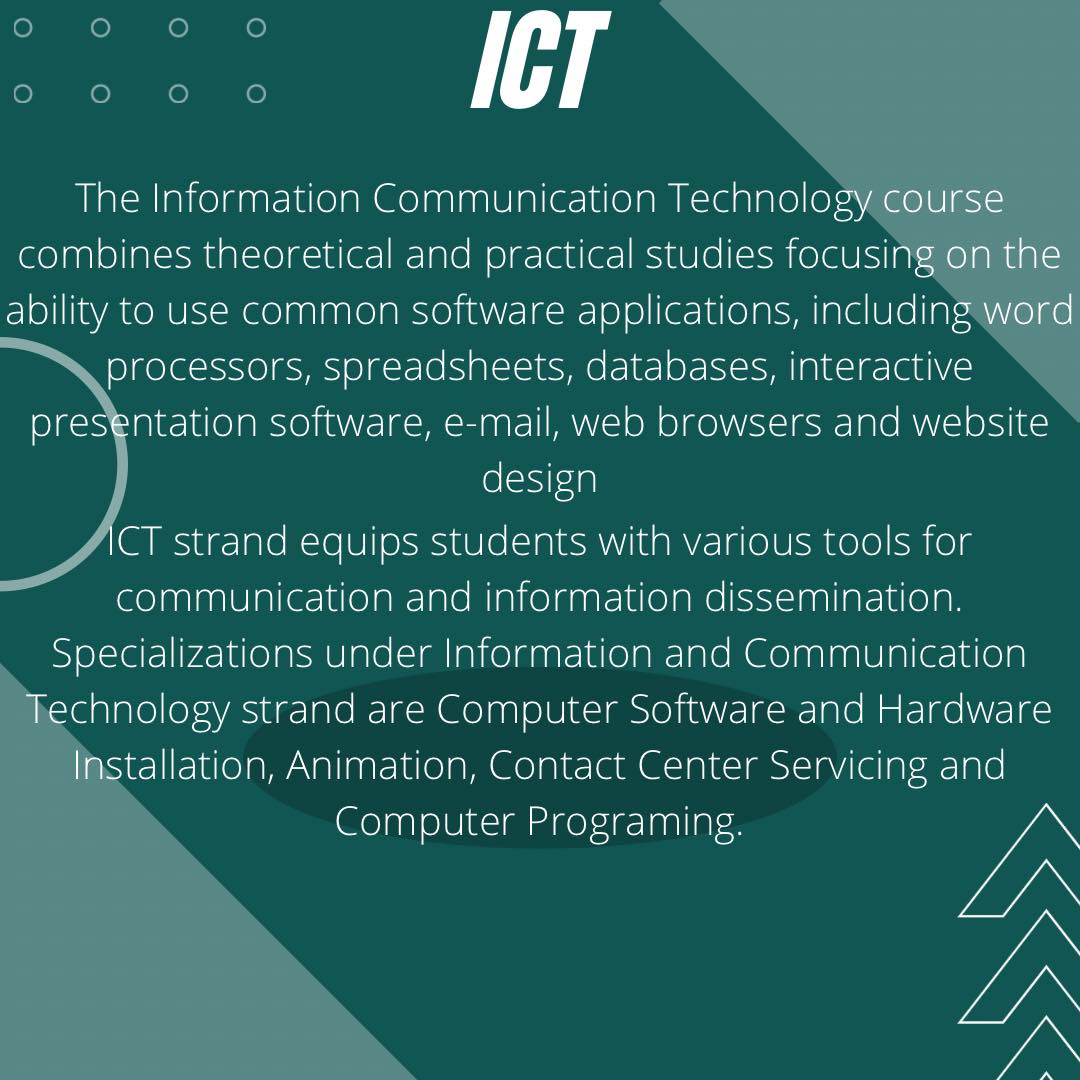 ICT
The Information Communication Technology course
combines theoretical and practical studies focusing on the
ability to use common software applications, including word
processors, spreadsheets, databases, interactive
presentation software, e-mail, web browsers and website
design
ICT strand equips students with various tools for
communication and information dissemination.
Specializations under Information and Communication
Technology strand are Computer Software and Hardware
Installation, Animation, Contact Center Servicing and
Computer Programing.